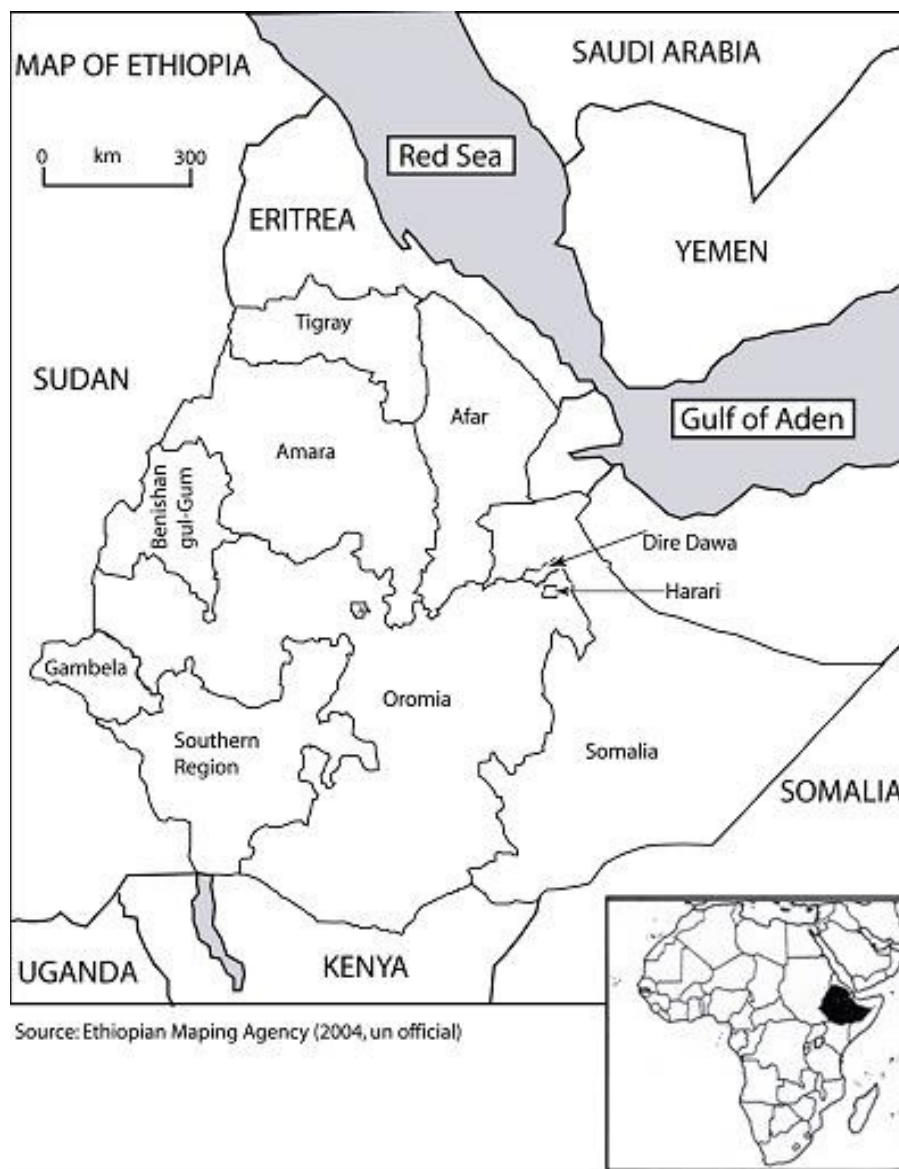 MAP OF ETHIOPIA
SAUDI ARABIA
0 km 300
Red Sea
ERITREA
YEMEN
Tigray
SUDAN
Afar
Gulf of Aden
Amara
Benishan
gul-Gum
Dire Dawa
Harari
Gambela
Oromia
Southern
Region
Somalia
SOMALIA
UGANDA
KENYA
Source: Ethiopian Maping Agency (2004, un official)